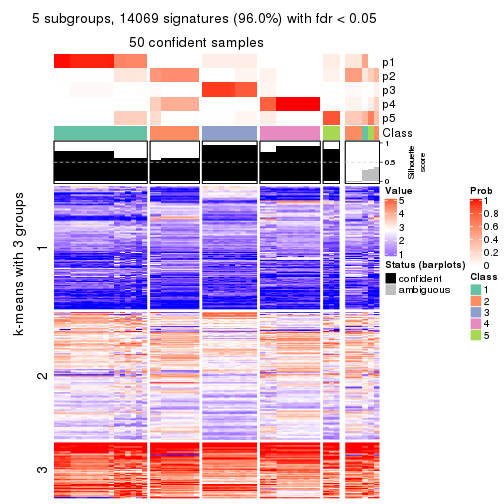 5 subgroups, 14069 signatures (96.0%) with fdr < 0.05
50 confident samples
p1
p2
p3
p4
p5
Class
1
0.5
0
Silhouette
score
k-means with 3 groups
1
2
3
Value
5
4
3
2
1
Status (barplots)
confident
ambiguous
Prob
1
0.8
0.6
0.4
0.2
0
Class
1
2
3
4
5